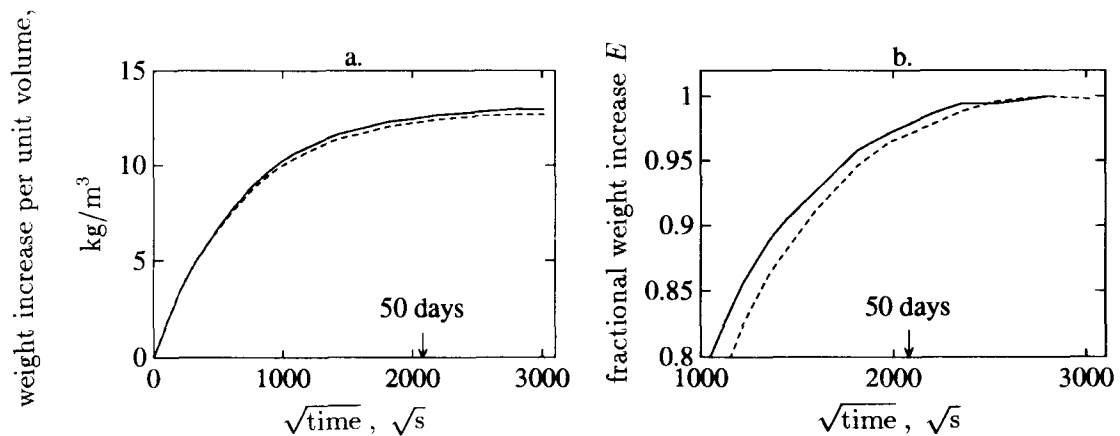 weight increase per unit volume,
kg/m³
a.
15
10
5
0
50 days
0 1000 2000 3000
√time , √s
fractional weight increase E
b.
1
0.95
0.9
0.85
0.8
50 days
1000 2000 3000
√time , √s